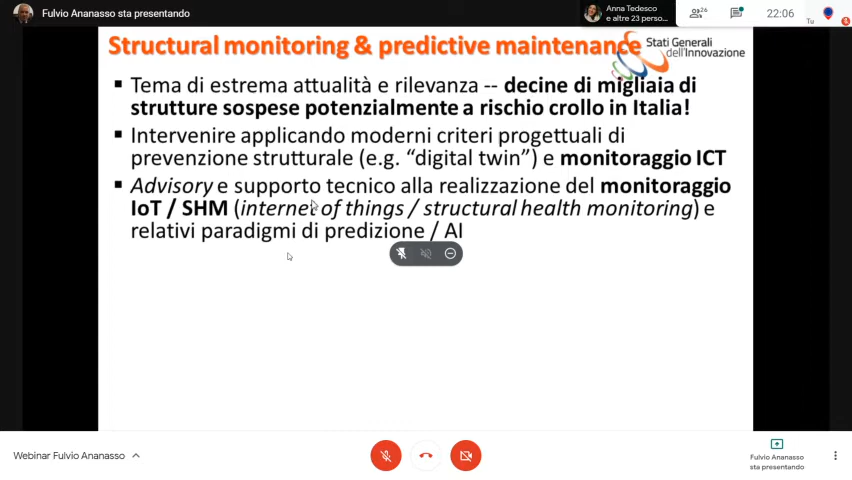 Fulvio Ananasso sta presentando
Anna Tedesco
e altre 23 perso...
26
22:06
Tu
Structural monitoring & predictive maintenance
Stati Generali
dell'Innovazione
▪ Tema di estrema attualità e rilevanza -- decine di migliaia di
strutture sospese potenzialmente a rischio crollo in Italia!
▪ Intervenire applicando moderni criteri progettuali di
prevenzione strutturale (e.g. “digital twin”) e monitoraggio ICT
▪ Advisory e supporto tecnico alla realizzazione del monitoraggio
IoT / SHM (internet of things / structural health monitoring) e
relativi paradigmi di predizione / AI
Webinar Fulvio Ananasso
Fulvio Ananasso
sta presentando